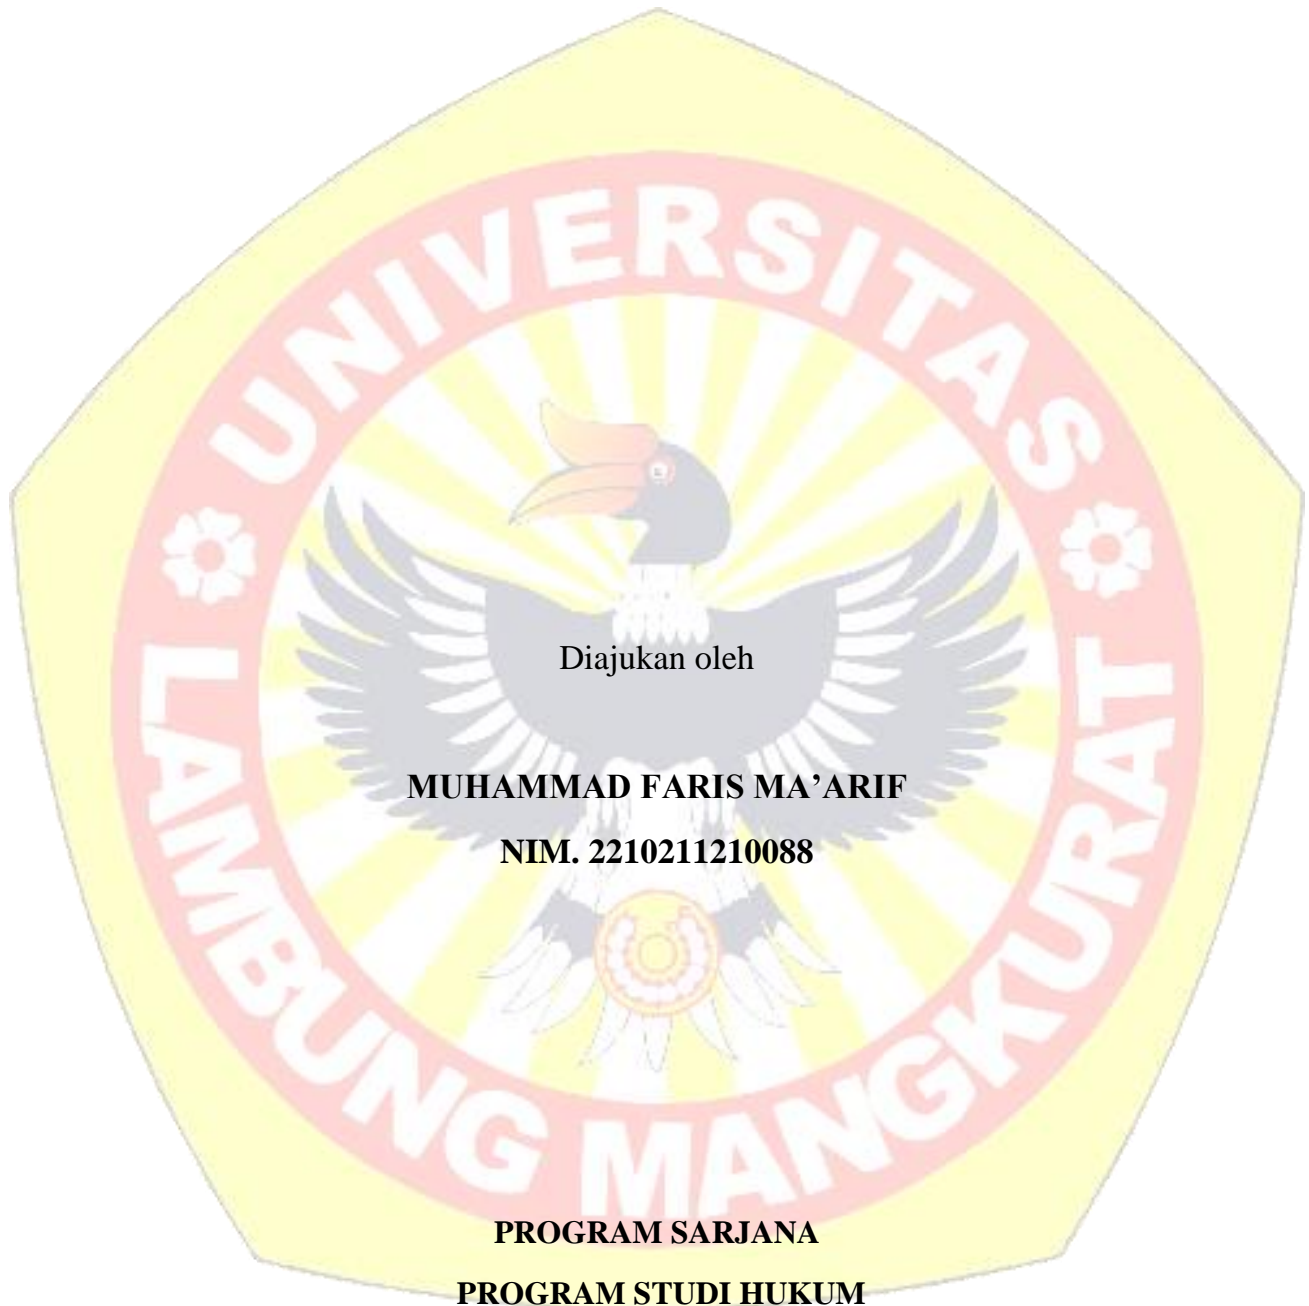 UNIVERSITAS
LAMBUNG MANGKURAT
Diajukan oleh
MUHAMMAD FARIS MA’ARIF
NIM. 2210211210088
PROGRAM SARJANA
PROGRAM STUDI HUKUM